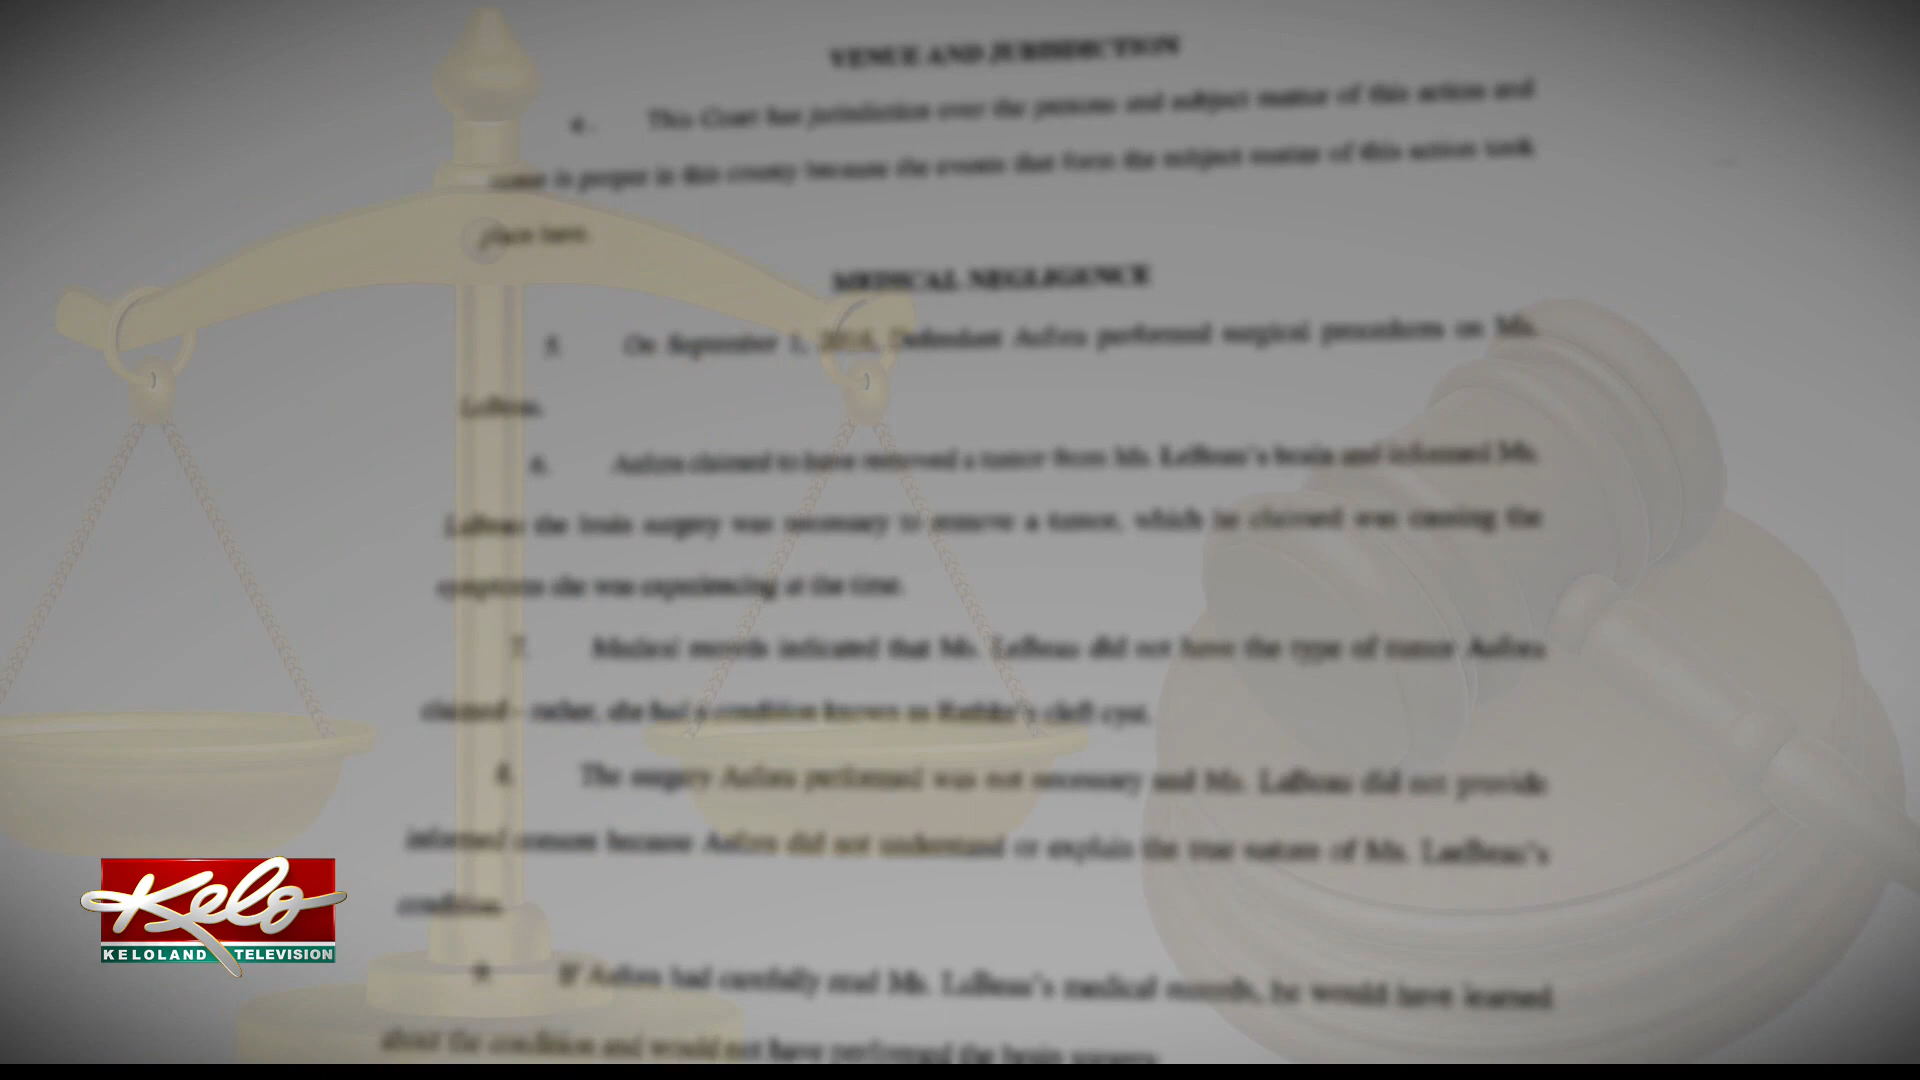 VENUE AND JURISDICTION
4. This Court has jurisdiction over the persons and subject matter of this action and
venue is proper in this county because the events that form the subject matter of this action took
place here.
MEDICAL NEGLIGENCE
5. On September 1, Defendant performed surgical procedures on Ms.
LeBeau.
6. claimed to have removed a tumor from Ms. LeBeau's brain and informed Ms.
LeBeau the brain surgery was necessary to remove a tumor, which he claimed was causing the
symptoms she was experiencing at the time.
7. Medical records indicated that Ms. LeBeau did not have the type of tumor
claimed - rather, she had a condition known as Rathke's cleft cyst.
8. The surgery performed was not necessary and Ms. LeBeau did not provide
informed consent because did not understand or explain the true nature of Ms.
condition.
9. If had carefully read Ms. LeBeau's medical records, he would have learned
about the condition and would not have performed the brain surgery.
Kelo
KELOLAND TELEVISION